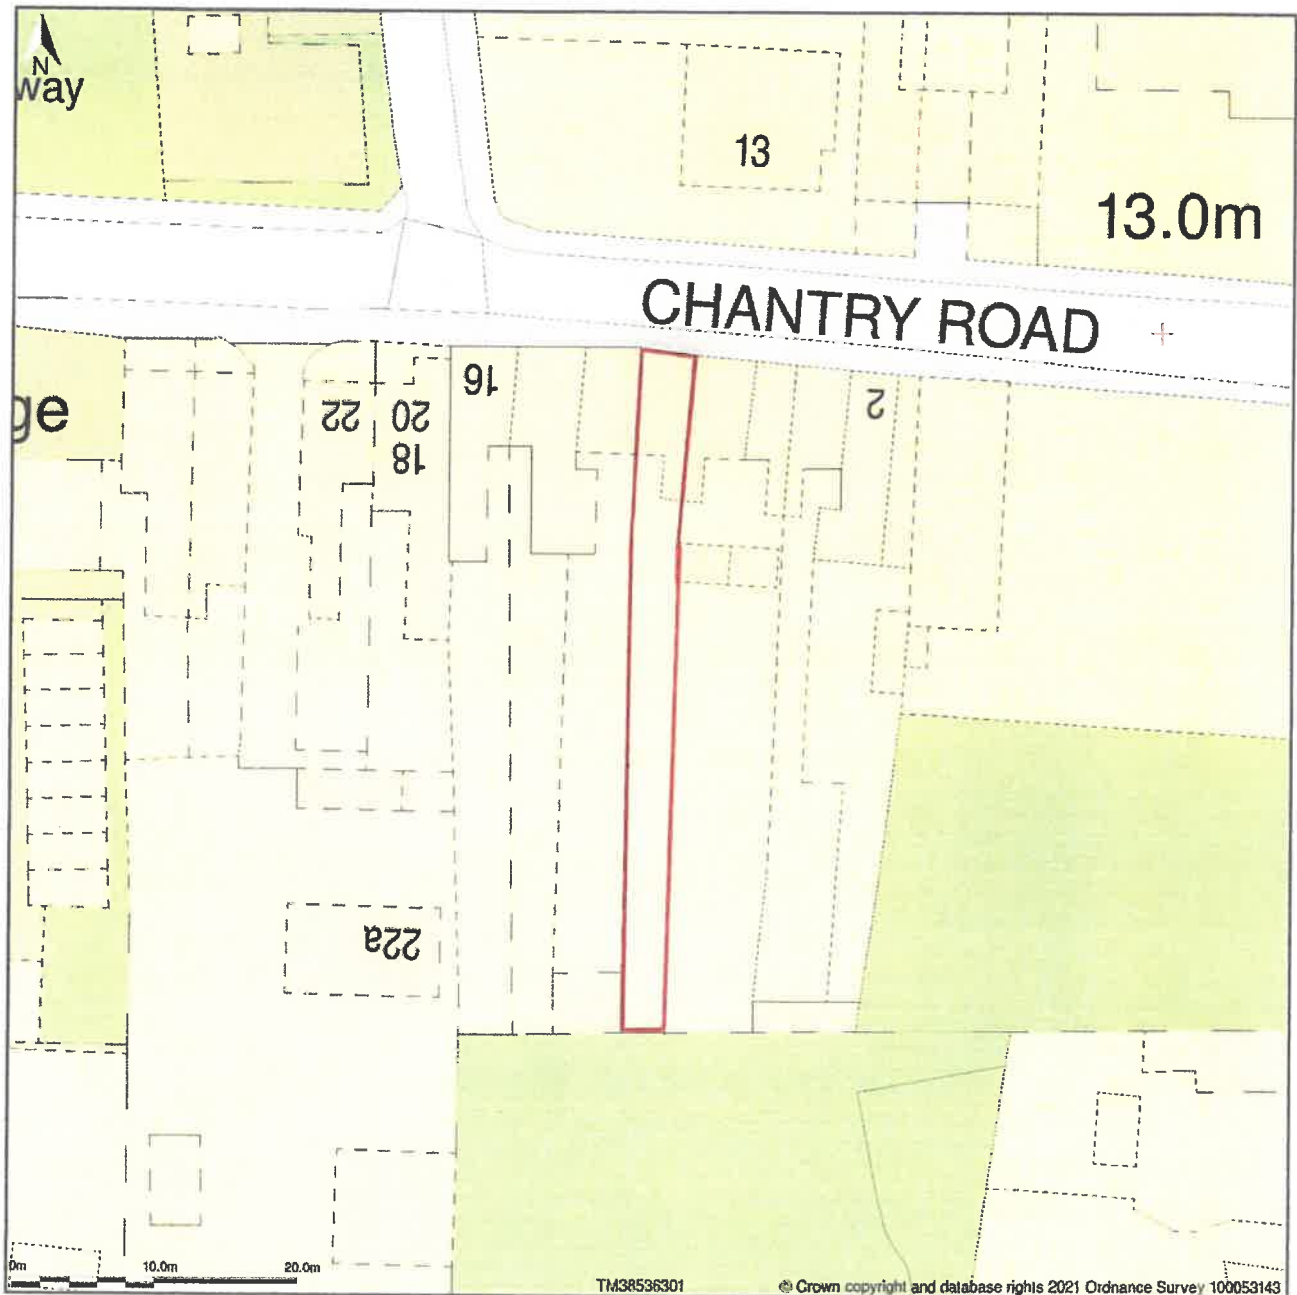 N
way
13
13.0m
CHANTRY ROAD
16
2
ge
22
20
18
22a
0m 10.0m 20.0m
TM38536301
© Crown copyright and database rights 2021 Ordnance Survey 100053143